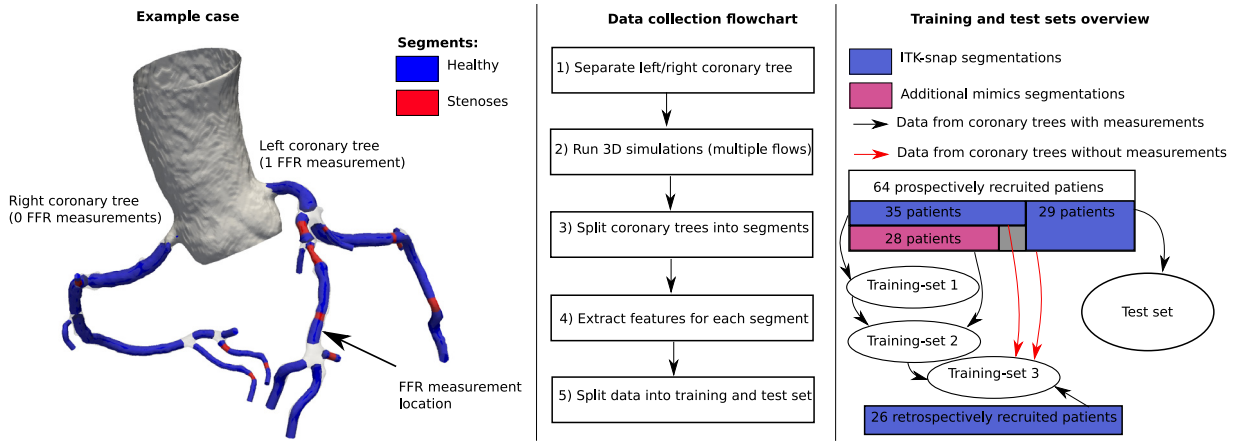 Example case
Segments:
Healthy
Stenoses
Left coronary tree
(1 FFR measurement)
Right coronary tree
(0 FFR measurements)
FFR measurement
location
Data collection flowchart
1) Separate left/right coronary tree
2) Run 3D simulations (multiple flows)
3) Split coronary trees into segments
4) Extract features for each segment
5) Split data into training and test set
Training and test sets overview
ITK-snap segmentations
Additional mimics segmentations
Data from coronary trees with measurements
Data from coronary trees without measurements
64 prospectively recruited patiens
35 patients
29 patients
28 patients
Training-set 1
Test set
Training-set 2
Training-set 3
26 retrospectively recruited patients